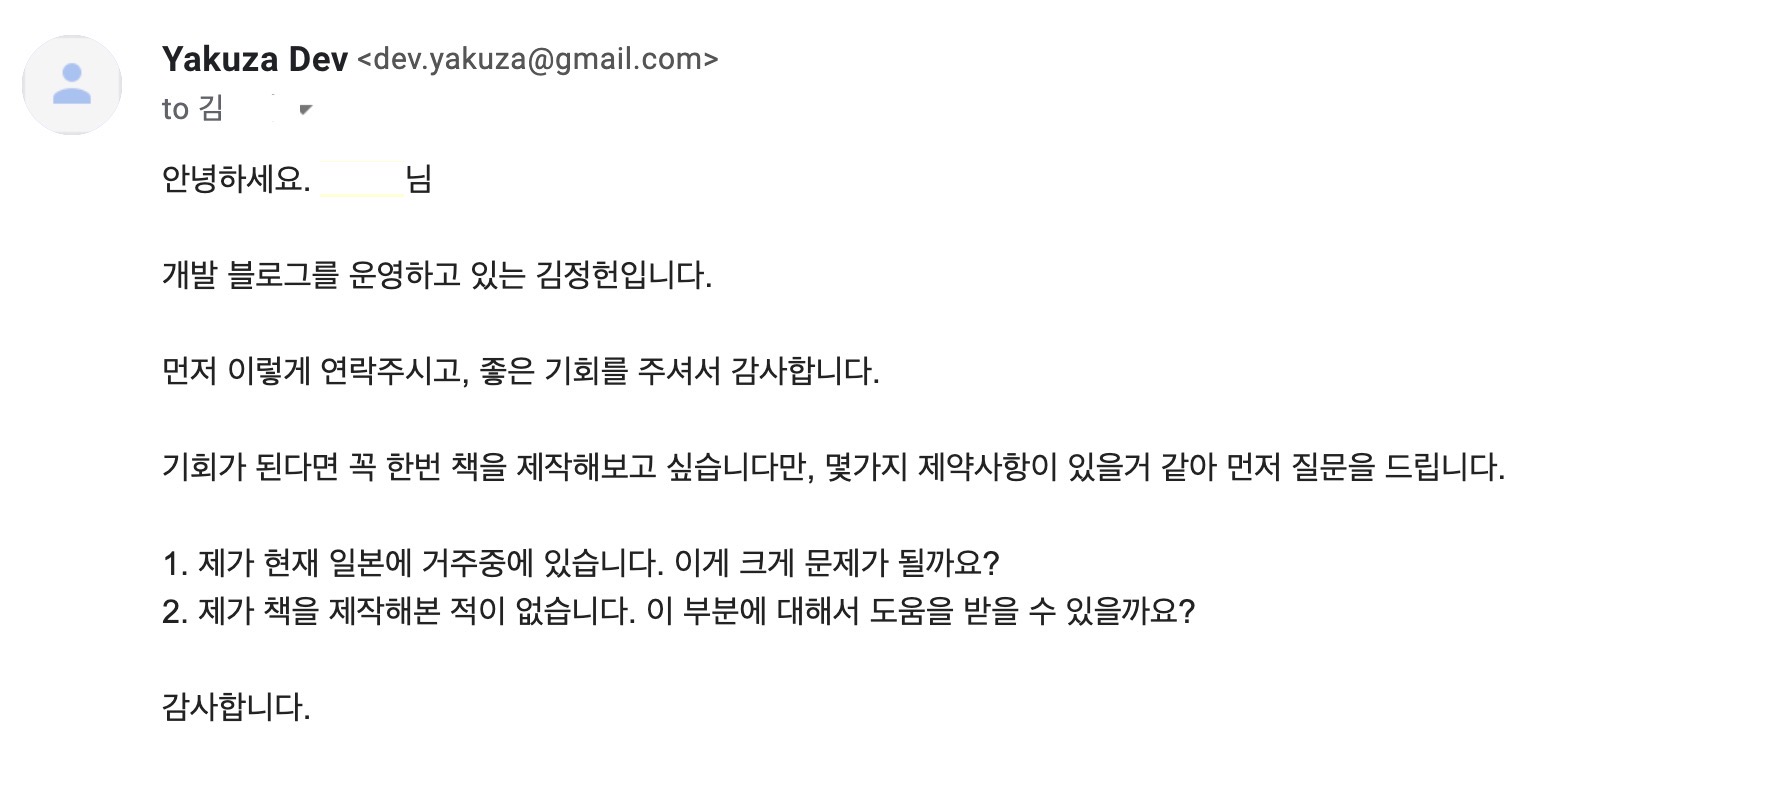 Yakuza Dev <dev.yakuza@gmail.com>
to 김
안녕하세요. 님
개발 블로그를 운영하고 있는 김정헌입니다.
먼저 이렇게 연락주시고, 좋은 기회를 주셔서 감사합니다.
기회가 된다면 꼭 한번 책을 제작해보고 싶습니다만, 몇가지 제약사항이 있을거 같아 먼저 질문을 드립니다.
1. 제가 현재 일본에 거주중에 있습니다. 이게 크게 문제가 될까요?
2. 제가 책을 제작해본 적이 없습니다. 이 부분에 대해서 도움을 받을 수 있을까요?
감사합니다.